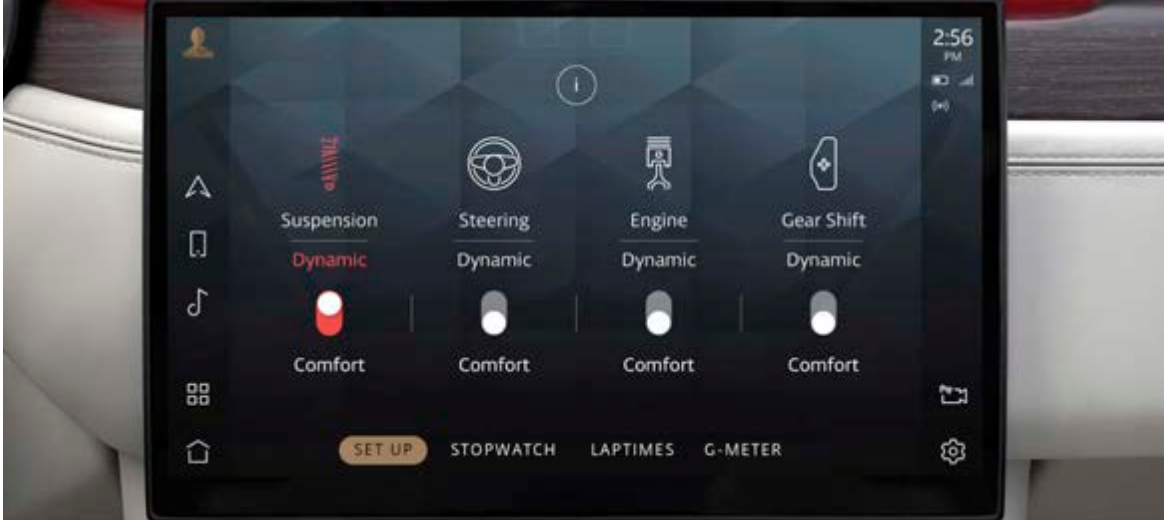 2:56
PM
i
Suspension
Steering
Engine
Gear Shift
Dynamic
Dynamic
Dynamic
Dynamic
Comfort
Comfort
Comfort
Comfort
SET UP
STOPWATCH
LAPTIMES
G-METER